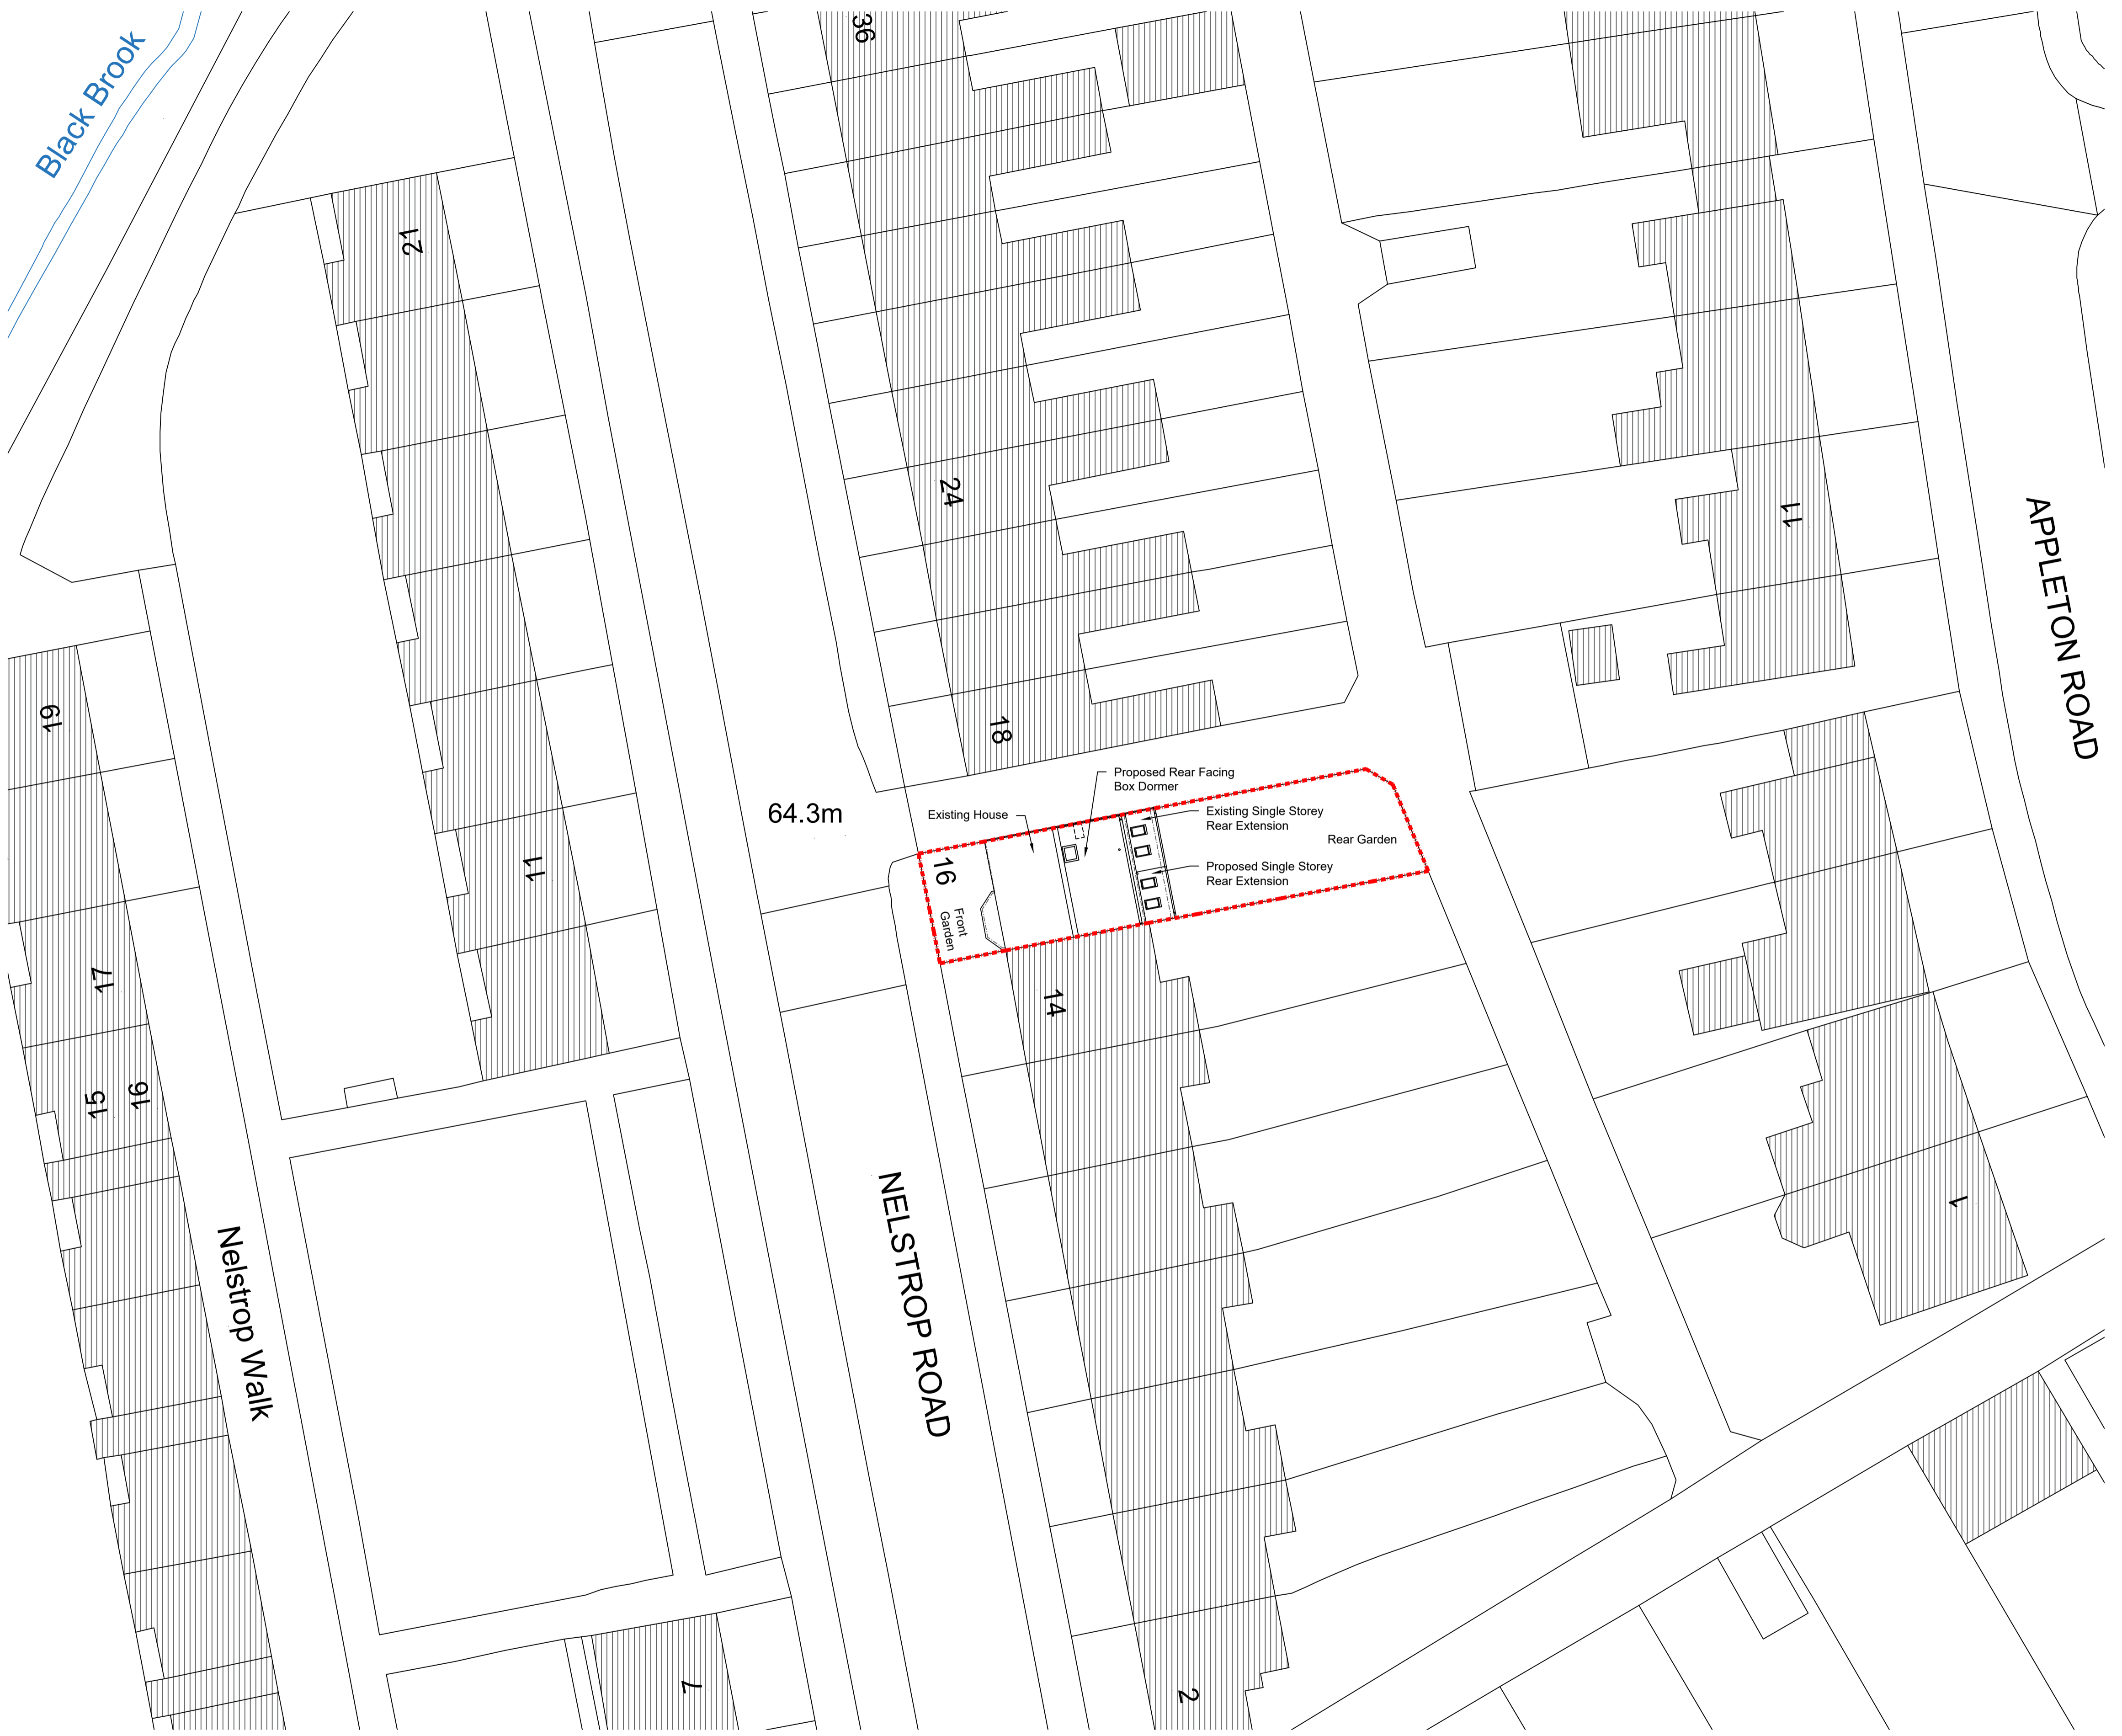 Black Brook
36
21
24
11
APPLETON ROAD
19
18
64.3m
Proposed Rear Facing
Box Dormer
Existing House
Existing Single Storey
Rear Extension
Rear Garden
Proposed Single Storey
Rear Extension
16
Front
Garden
11
17
14
15
16
1
NELSTROP ROAD
Nelstrop Walk
7
2